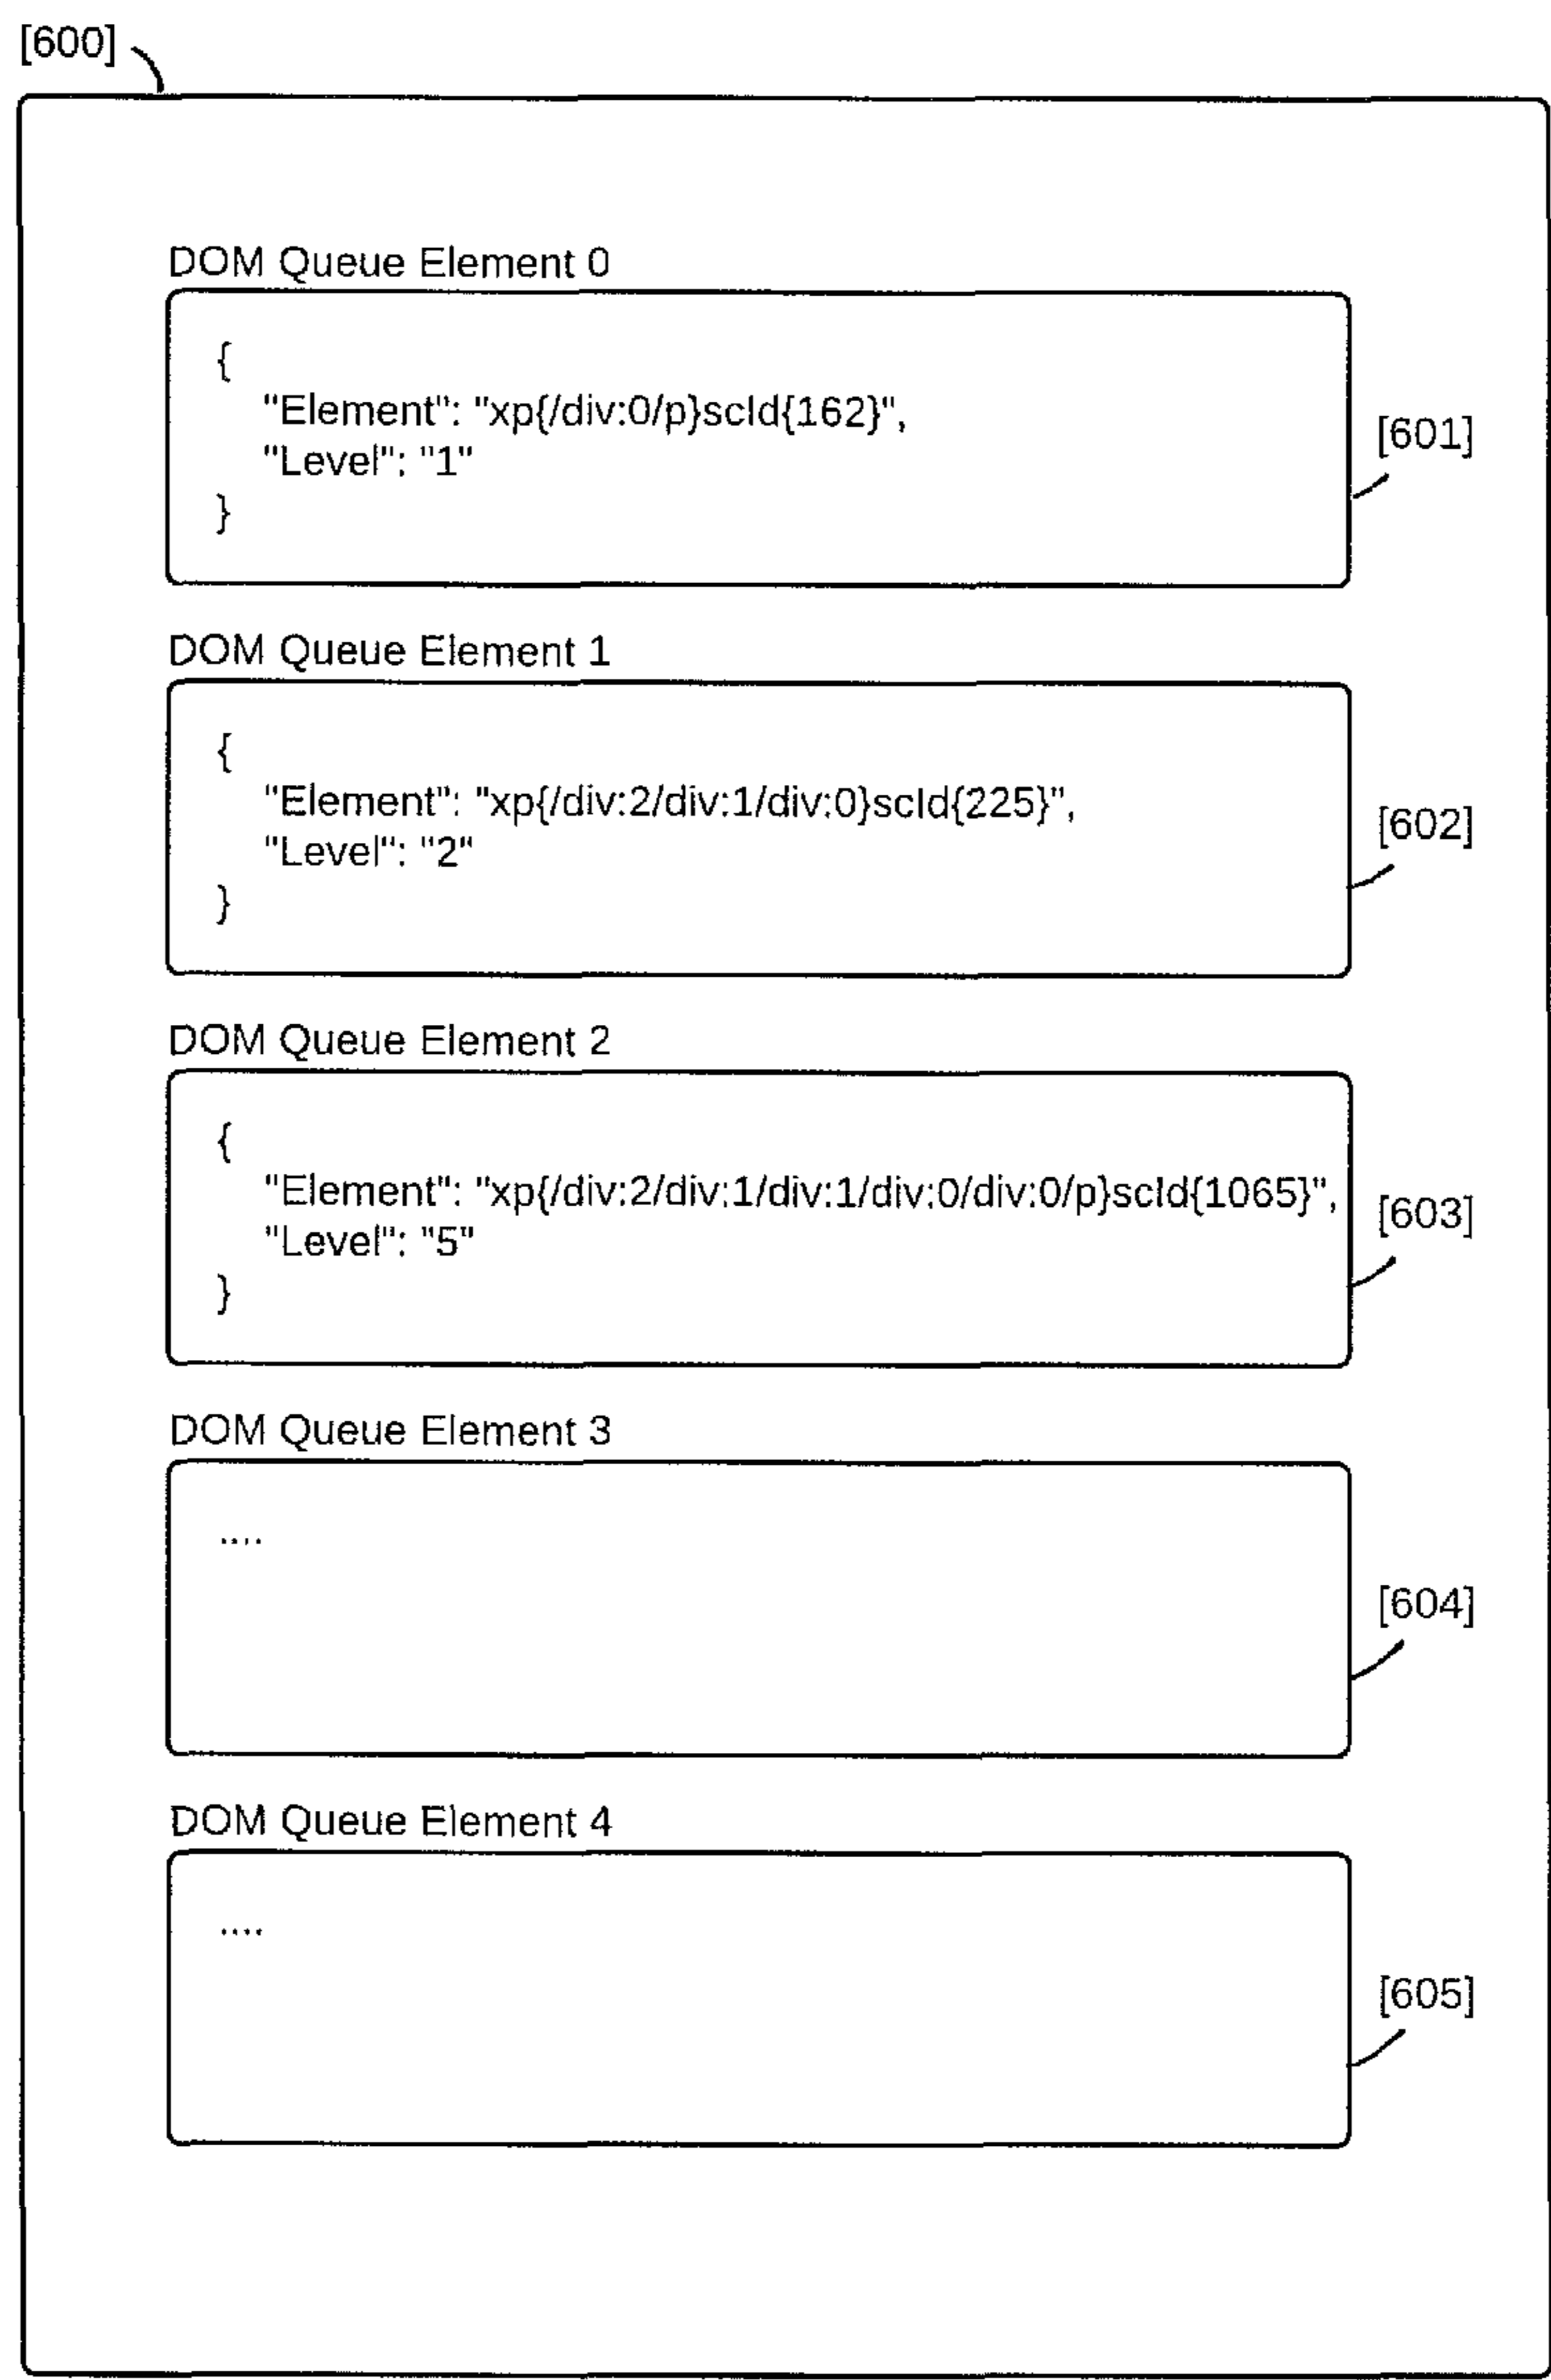 [600]
DOM Queue Element 0
{
"Element": "xp{/div:0/p}scId{162}",
"Level": "1"
}
[601]
DOM Queue Element 1
{
"Element": "xp{/div:2/div:1/div:0}scId{225}",
"Level": "2"
}
[602]
DOM Queue Element 2
{
"Element": "xp{/div:2/div:1/div:1/div:0/div:0/p}scId{1065}",
"Level": "5"
}
[603]
DOM Queue Element 3
....
[604]
DOM Queue Element 4
....
[605]